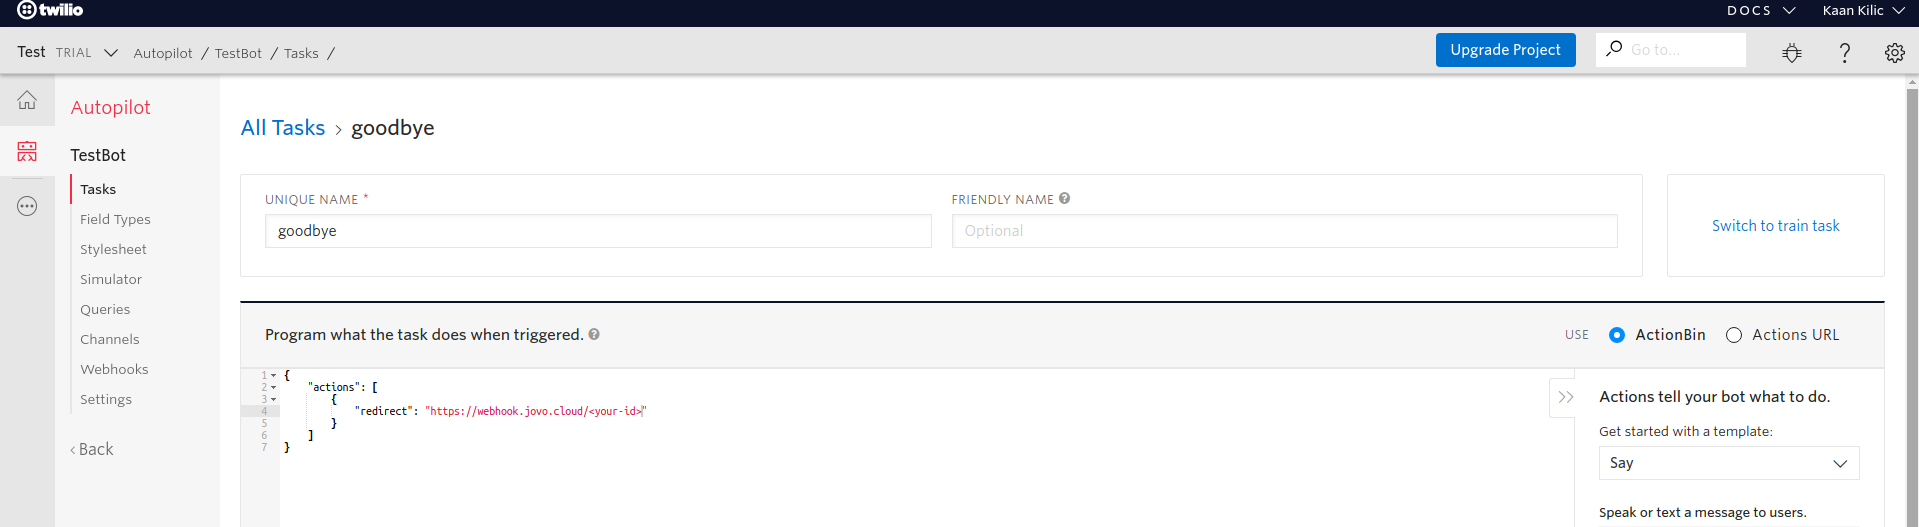 twilio
DOCS
Kaan Kilic
Test TRIAL
Autopilot / TestBot / Tasks /
Upgrade Project
Go to...
?
Autopilot
TestBot
Tasks
Field Types
Stylesheet
Simulator
Queries
Channels
Webhooks
Settings
‹ Back
All Tasks › goodbye
UNIQUE NAME *
goodbye
FRIENDLY NAME ?
Optional
Switch to train task
Program what the task does when triggered. ?
USE ActionBin Actions URL
1 {
2 "actions": [
3 {
4 "redirect": "https://webhook.jovo.cloud/<your-id>"
5 }
6 ]
7 }
Actions tell your bot what to do.
Get started with a template:
Say
Speak or text a message to users.